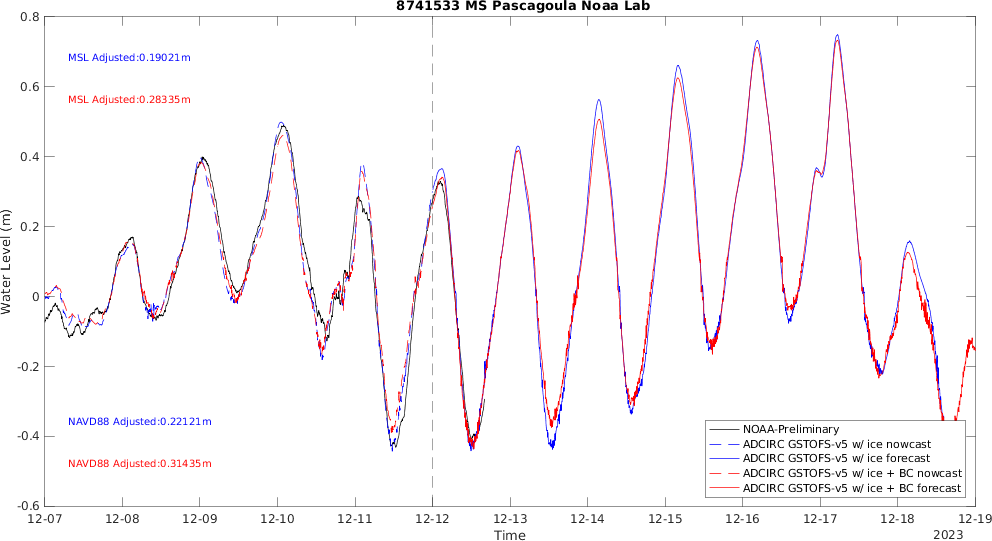 8741533 MS Pascagoula Noaa Lab
0.8
MSL Adjusted:0.19021m
0.6
MSL Adjusted:0.28335m
0.4
0.2
Water Level (m)
0
-0.2
NAVD88 Adjusted:0.22121m
-0.4
NAVD88 Adjusted:0.31435m
-0.6
NOAA-Preliminary
ADCIRC GSTOFS-v5 w/ ice nowcast
ADCIRC GSTOFS-v5 w/ ice forecast
ADCIRC GSTOFS-v5 w/ ice + BC nowcast
ADCIRC GSTOFS-v5 w/ ice + BC forecast
12-07 12-08 12-09 12-10 12-11 12-12 12-13 12-14 12-15 12-16 12-17 12-18 12-19
Time
2023